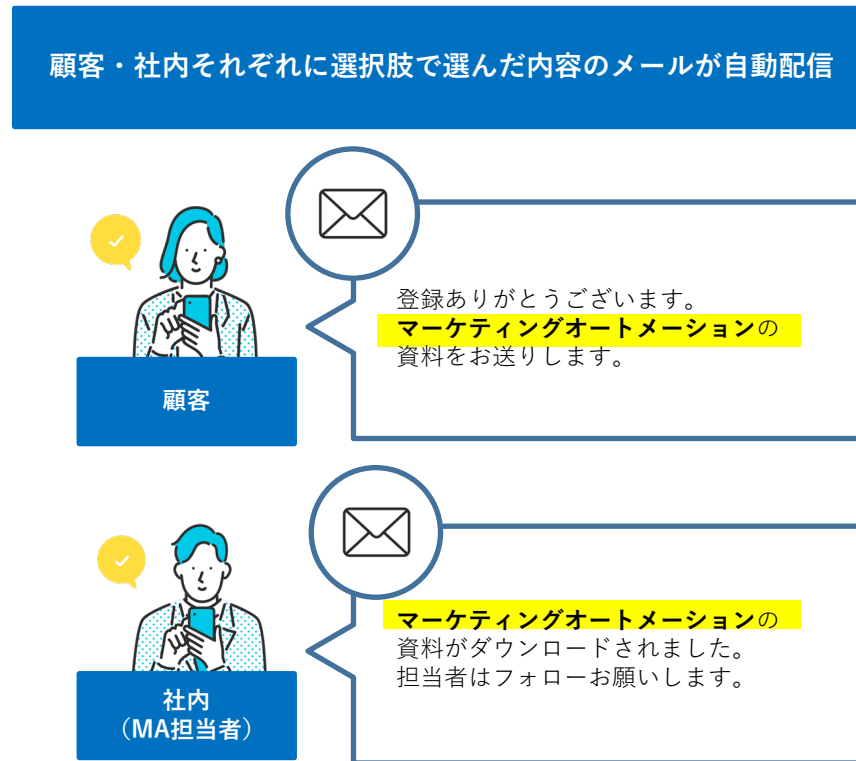 顧客・社内それぞれに選択肢で選んだ内容のメールが自動配信
登録ありがとうございます。
マーケティングオートメーションの
資料をお送りします。
顧客
マーケティングオートメーションの
資料がダウンロードされました。
担当者はフォローお願いします。
社内
（MA担当者）